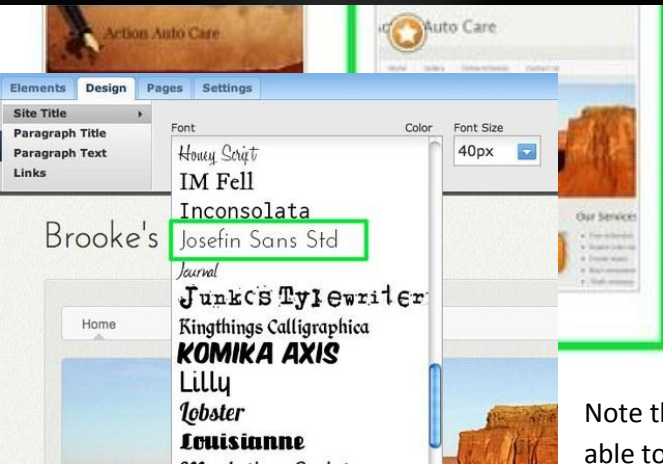 Action Auto Care
Auto Care
Elements Design Pages Settings
Site Title
Paragraph Title
Paragraph Text
Links
Font Color Font Size
40px
Honey Script
IM Fell
Inconsolata
Josefin Sans Std
Journal
Junkos Typewriter
Kingthings Calligraphica
KOMIKA AXIS
Lilly
Lobster
Louisianne
Brooke's
Home
Our Services
Note th
able to